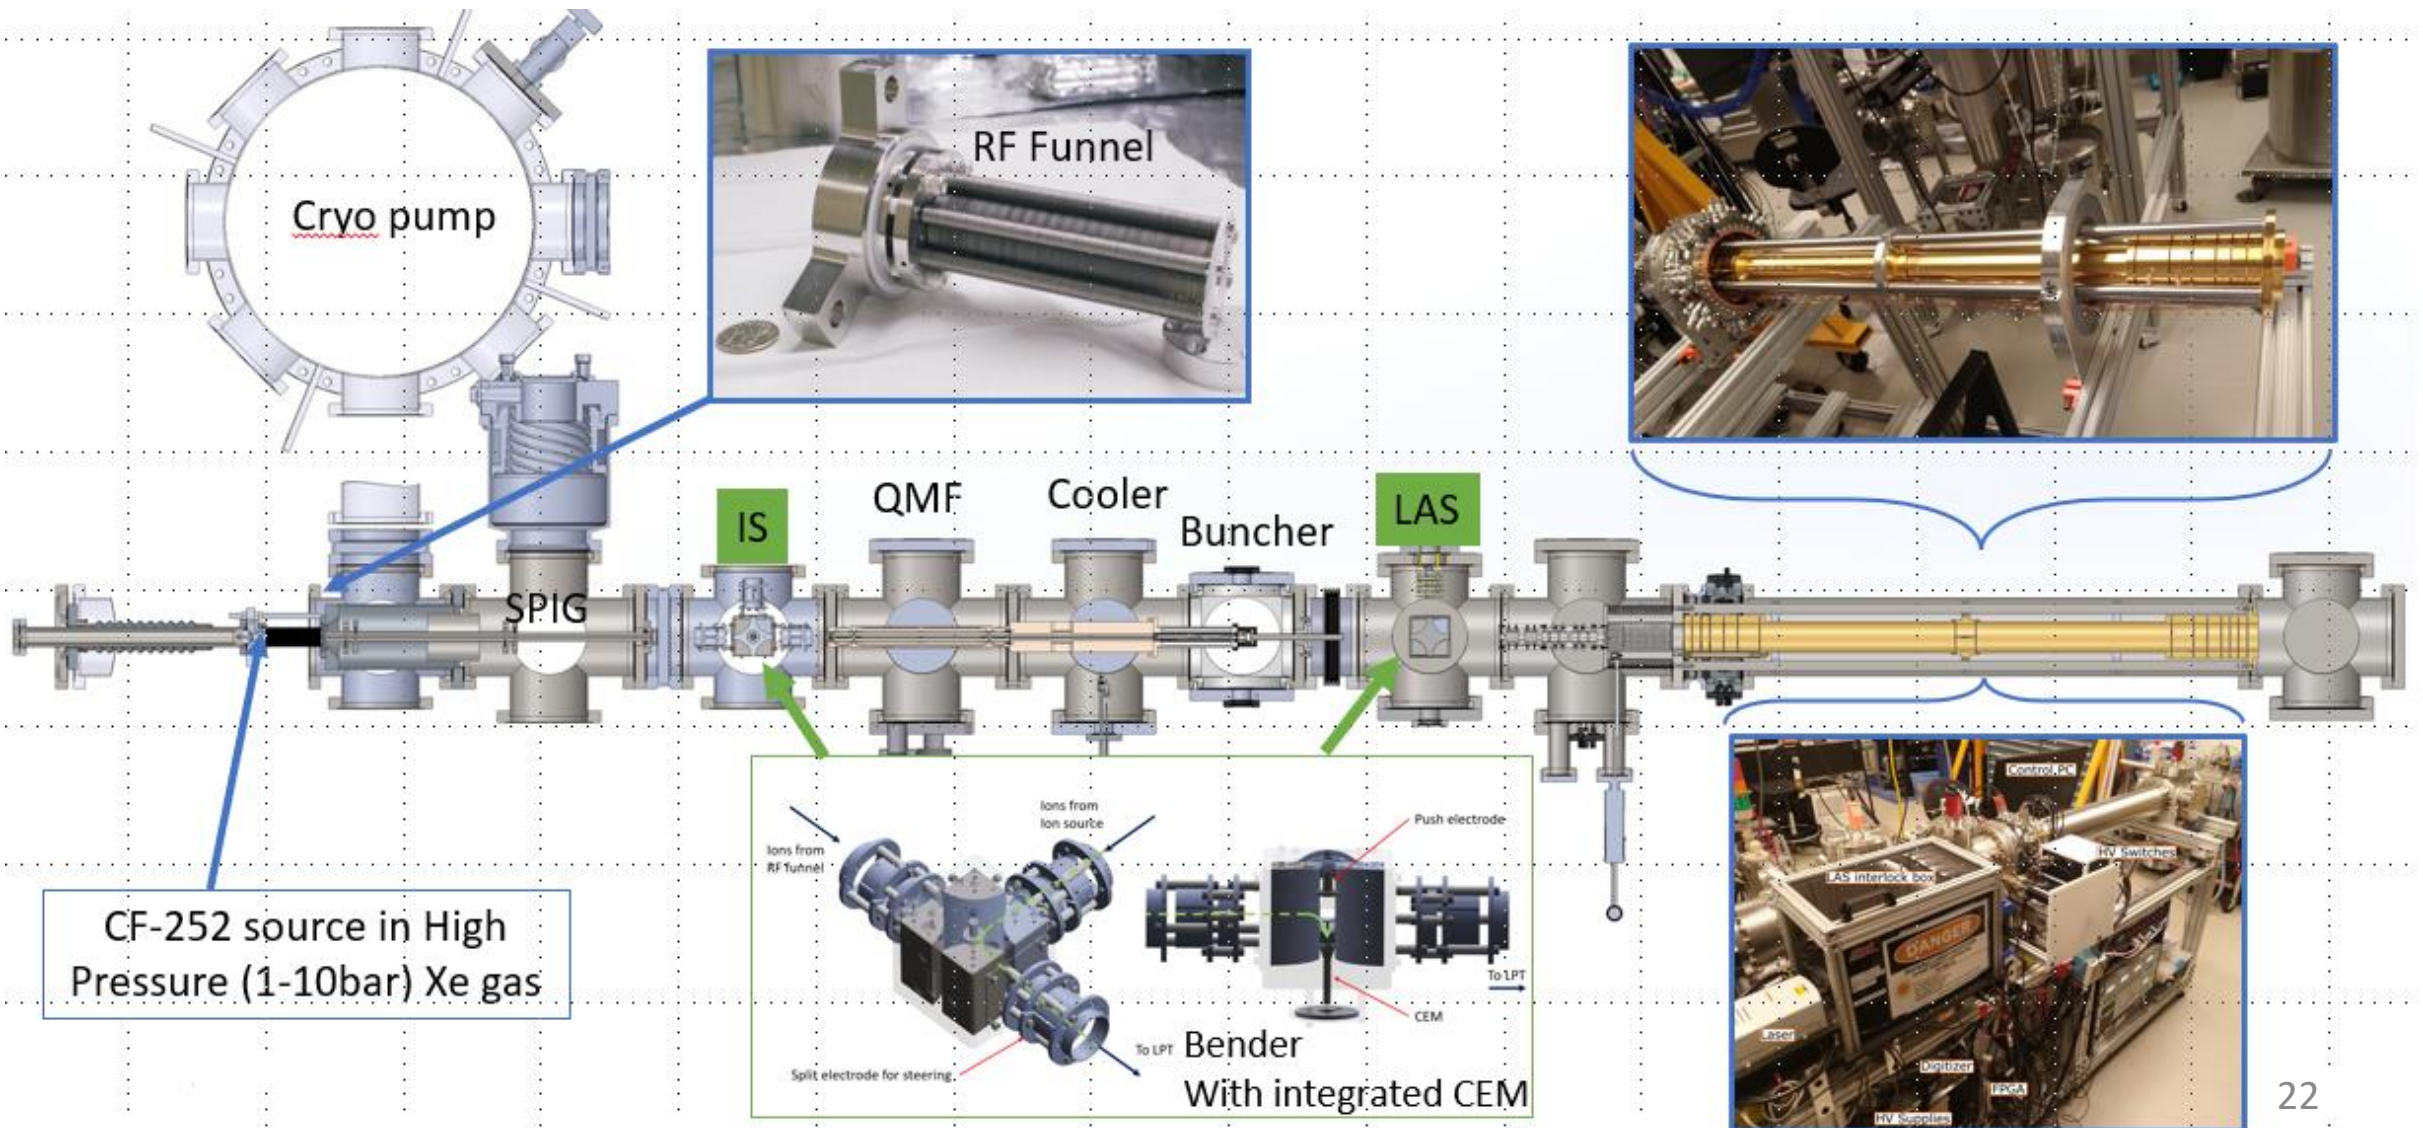 Cryo pump
RF Funnel
IS
QMF
Cooler
Buncher
LAS
SPIG
CF-252 source in High
Pressure (1-10bar) Xe gas
Ions from
RF funnel
Ions from
Ion source
Split electrode for steering
To LPT
Push electrode
To LPT
CEM
Bender
With integrated CEM
Control PC
HV Switches
LAS interlock box
DANGER
Laser
Digitizer
FPGA
HV Supplies
22